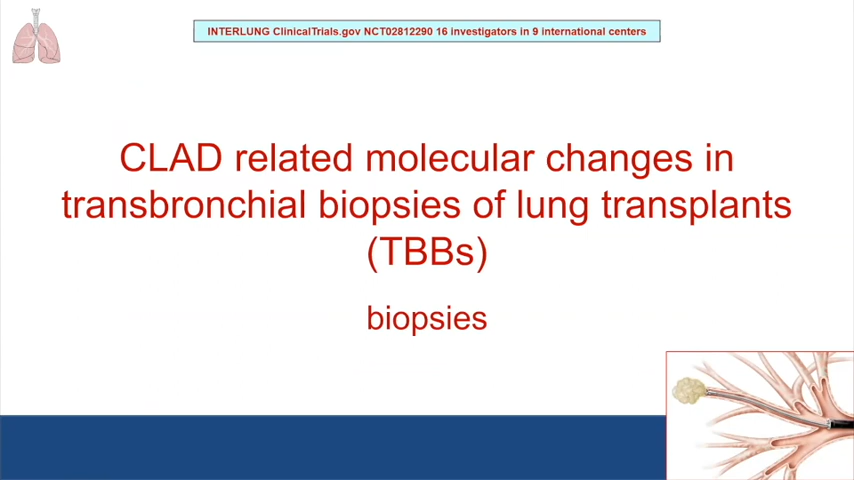 INTERLUNG ClinicalTrials.gov NCT02812290 16 investigators in 9 international centers
CLAD related molecular changes in
transbronchial biopsies of lung transplants
(TBBs)
biopsies